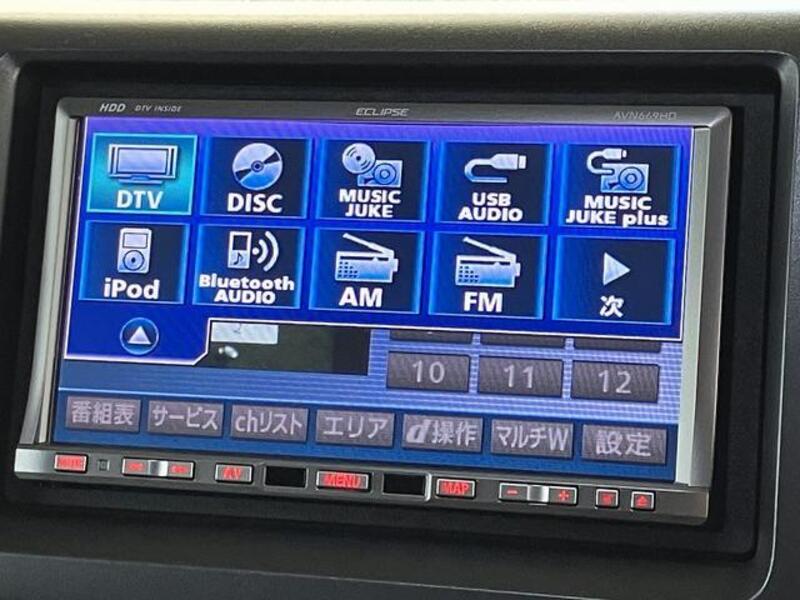 HDD DTV INSIDE ECLIPSE AVN669HD
DTV DISC MUSIC JUKE USB AUDIO MUSIC JUKE plus
iPod Bluetooth AUDIO AM FM 次
10 11 12
番組表 サービス chリスト エリア d操作 マルチW 設定
MUTE AV MENU MAP − +